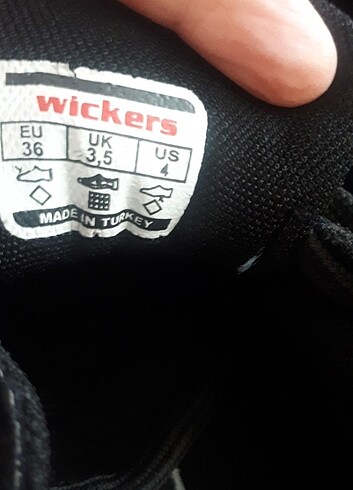 wickers
EU UK US
36 3,5 4
MADE IN TURKEY